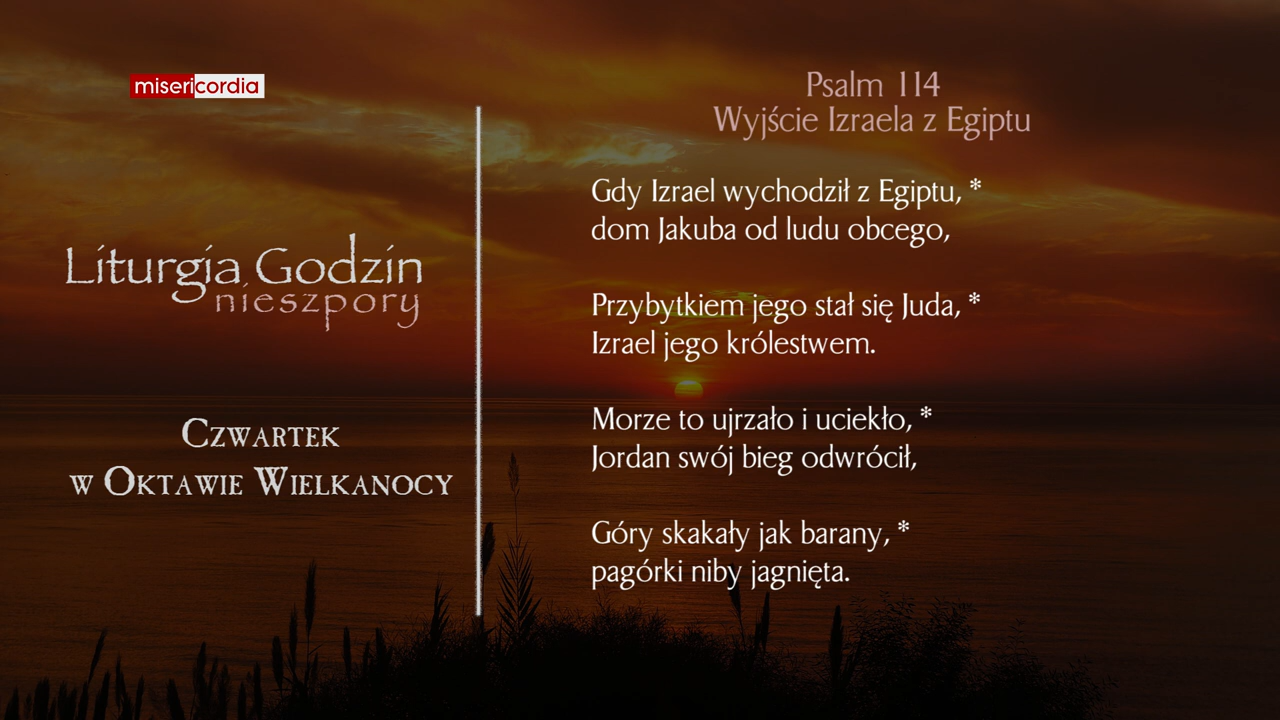 misericordia
Liturgia Godzin
nieszpory
Czwartek
w Oktawie Wielkanocy
Psalm 114
Wyjście Izraela z Egiptu
Gdy Izrael wychodził z Egiptu, *
dom Jakuba od ludu obcego,
Przybytkiem jego stał się Juda, *
Izrael jego królestwem.
Morze to ujrzało i uciekło, *
Jordan swój bieg odwrócił,
Góry skakały jak barany, *
pagórki niby jagnięta.